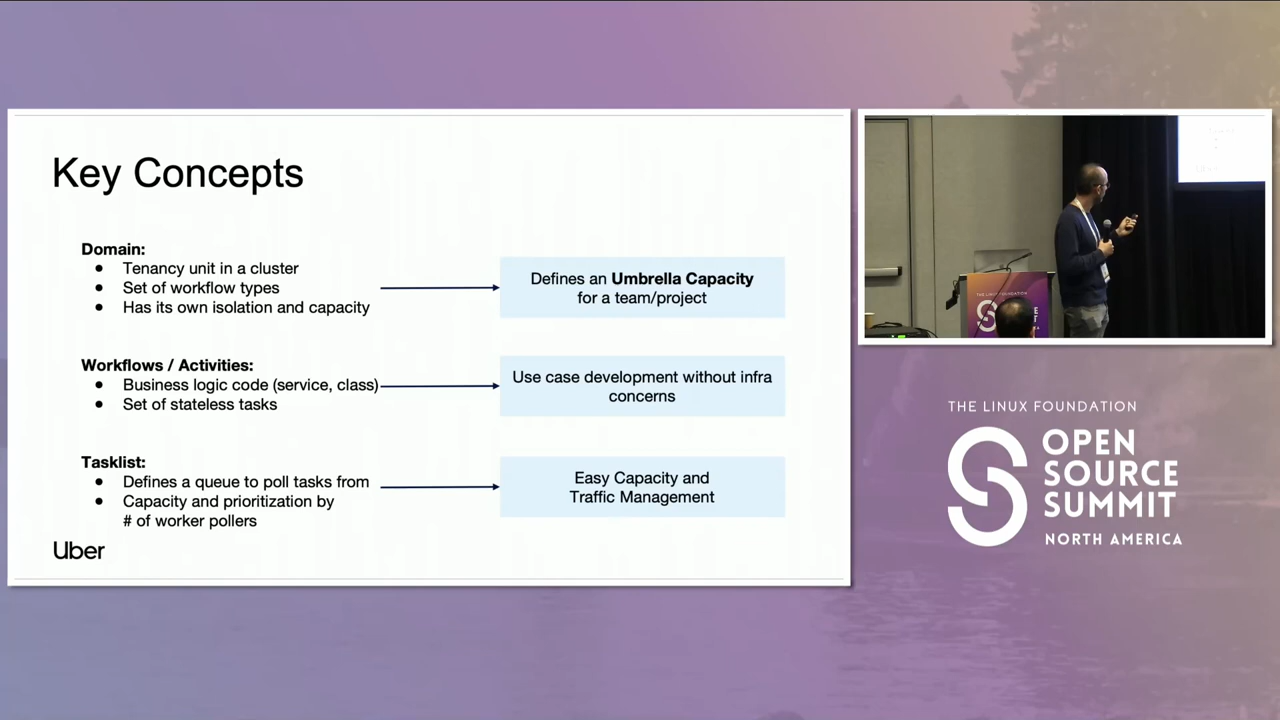 Key Concepts
Domain:
● Tenancy unit in a cluster
● Set of workflow types
● Has its own isolation and capacity
Defines an Umbrella Capacity
for a team/project
Workflows / Activities:
● Business logic code (service, class)
● Set of stateless tasks
Use case development without infra
concerns
Tasklist:
● Defines a queue to poll tasks from
● Capacity and prioritization by
# of worker pollers
Easy Capacity and
Traffic Management
Uber
THE LINUX FOUNDATION
THE LINUX FOUNDATION
OPEN
SOURCE
SUMMIT
NORTH AMERICA